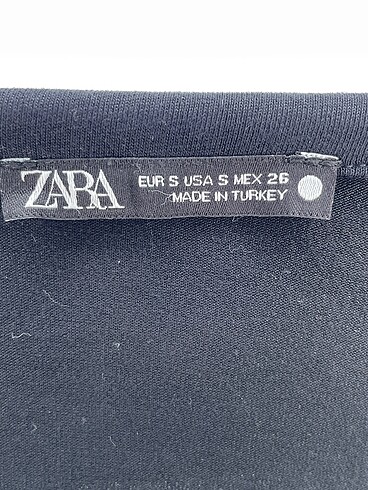 ZARA
EUR S USA S MEX 26
MADE IN TURKEY